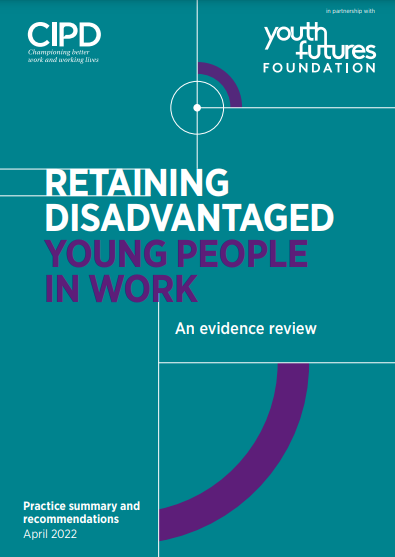 in partnership with
CIPD
Championing better
work and working lives
youth
futures
FOUNDATION
RETAINING
DISADVANTAGED
YOUNG PEOPLE
IN WORK
An evidence review
Practice summary and
recommendations
April 2022